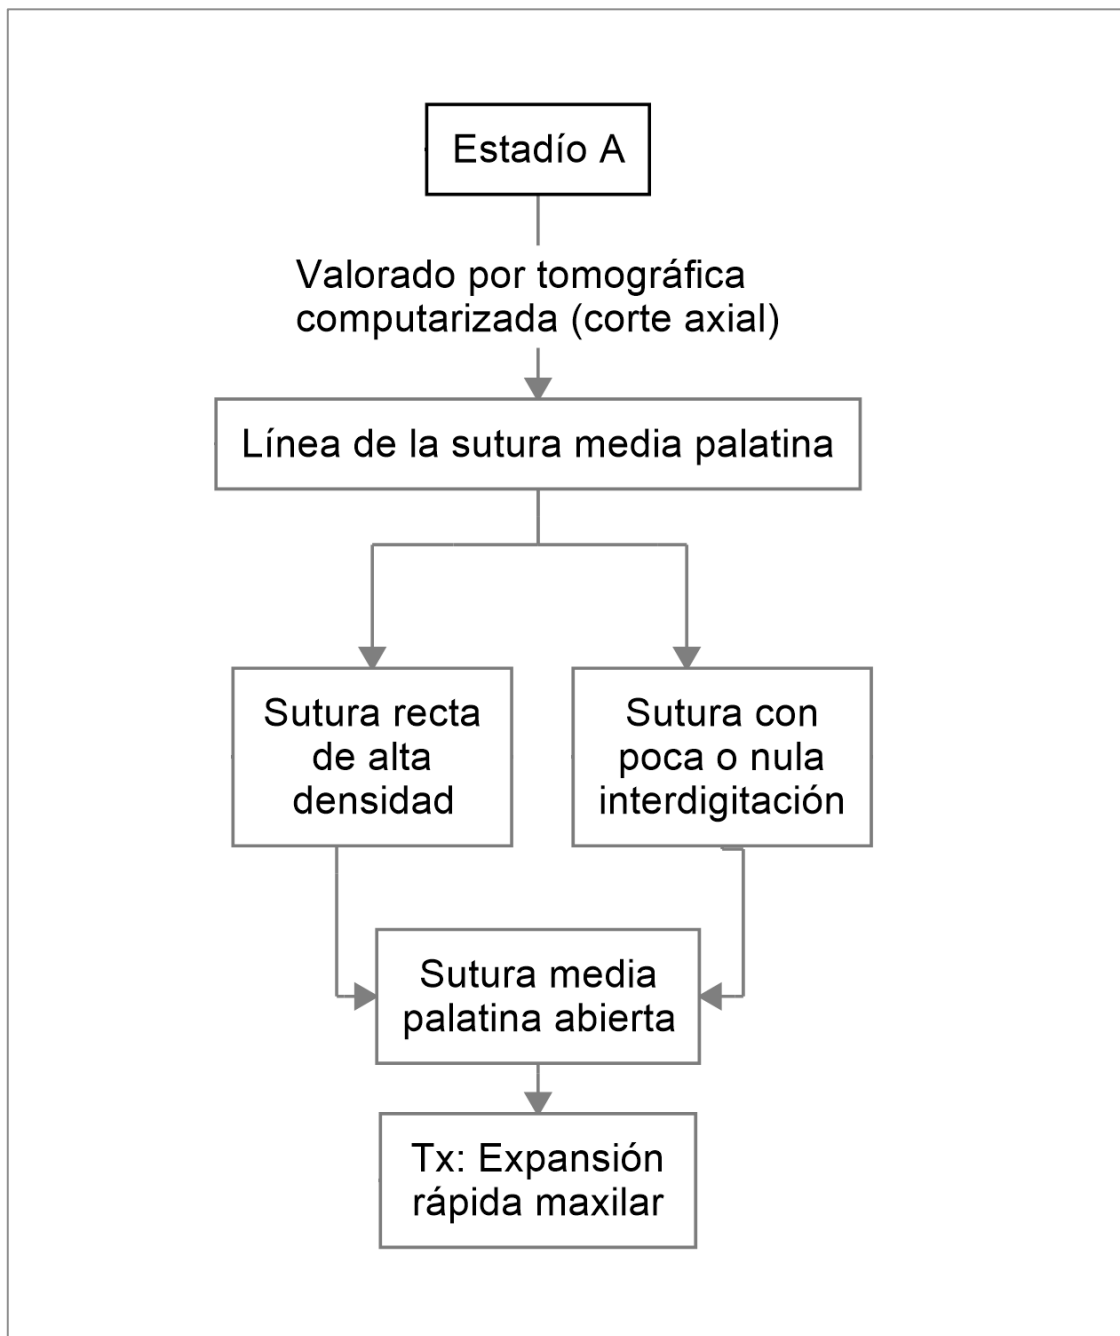 Estadío A
Valorado por tomográfica
computarizada (corte axial)
Línea de la sutura media palatina
Sutura recta
de alta
densidad
Sutura con
poca o nula
interdigitación
Sutura media
palatina abierta
Tx: Expansión
rápida maxilar